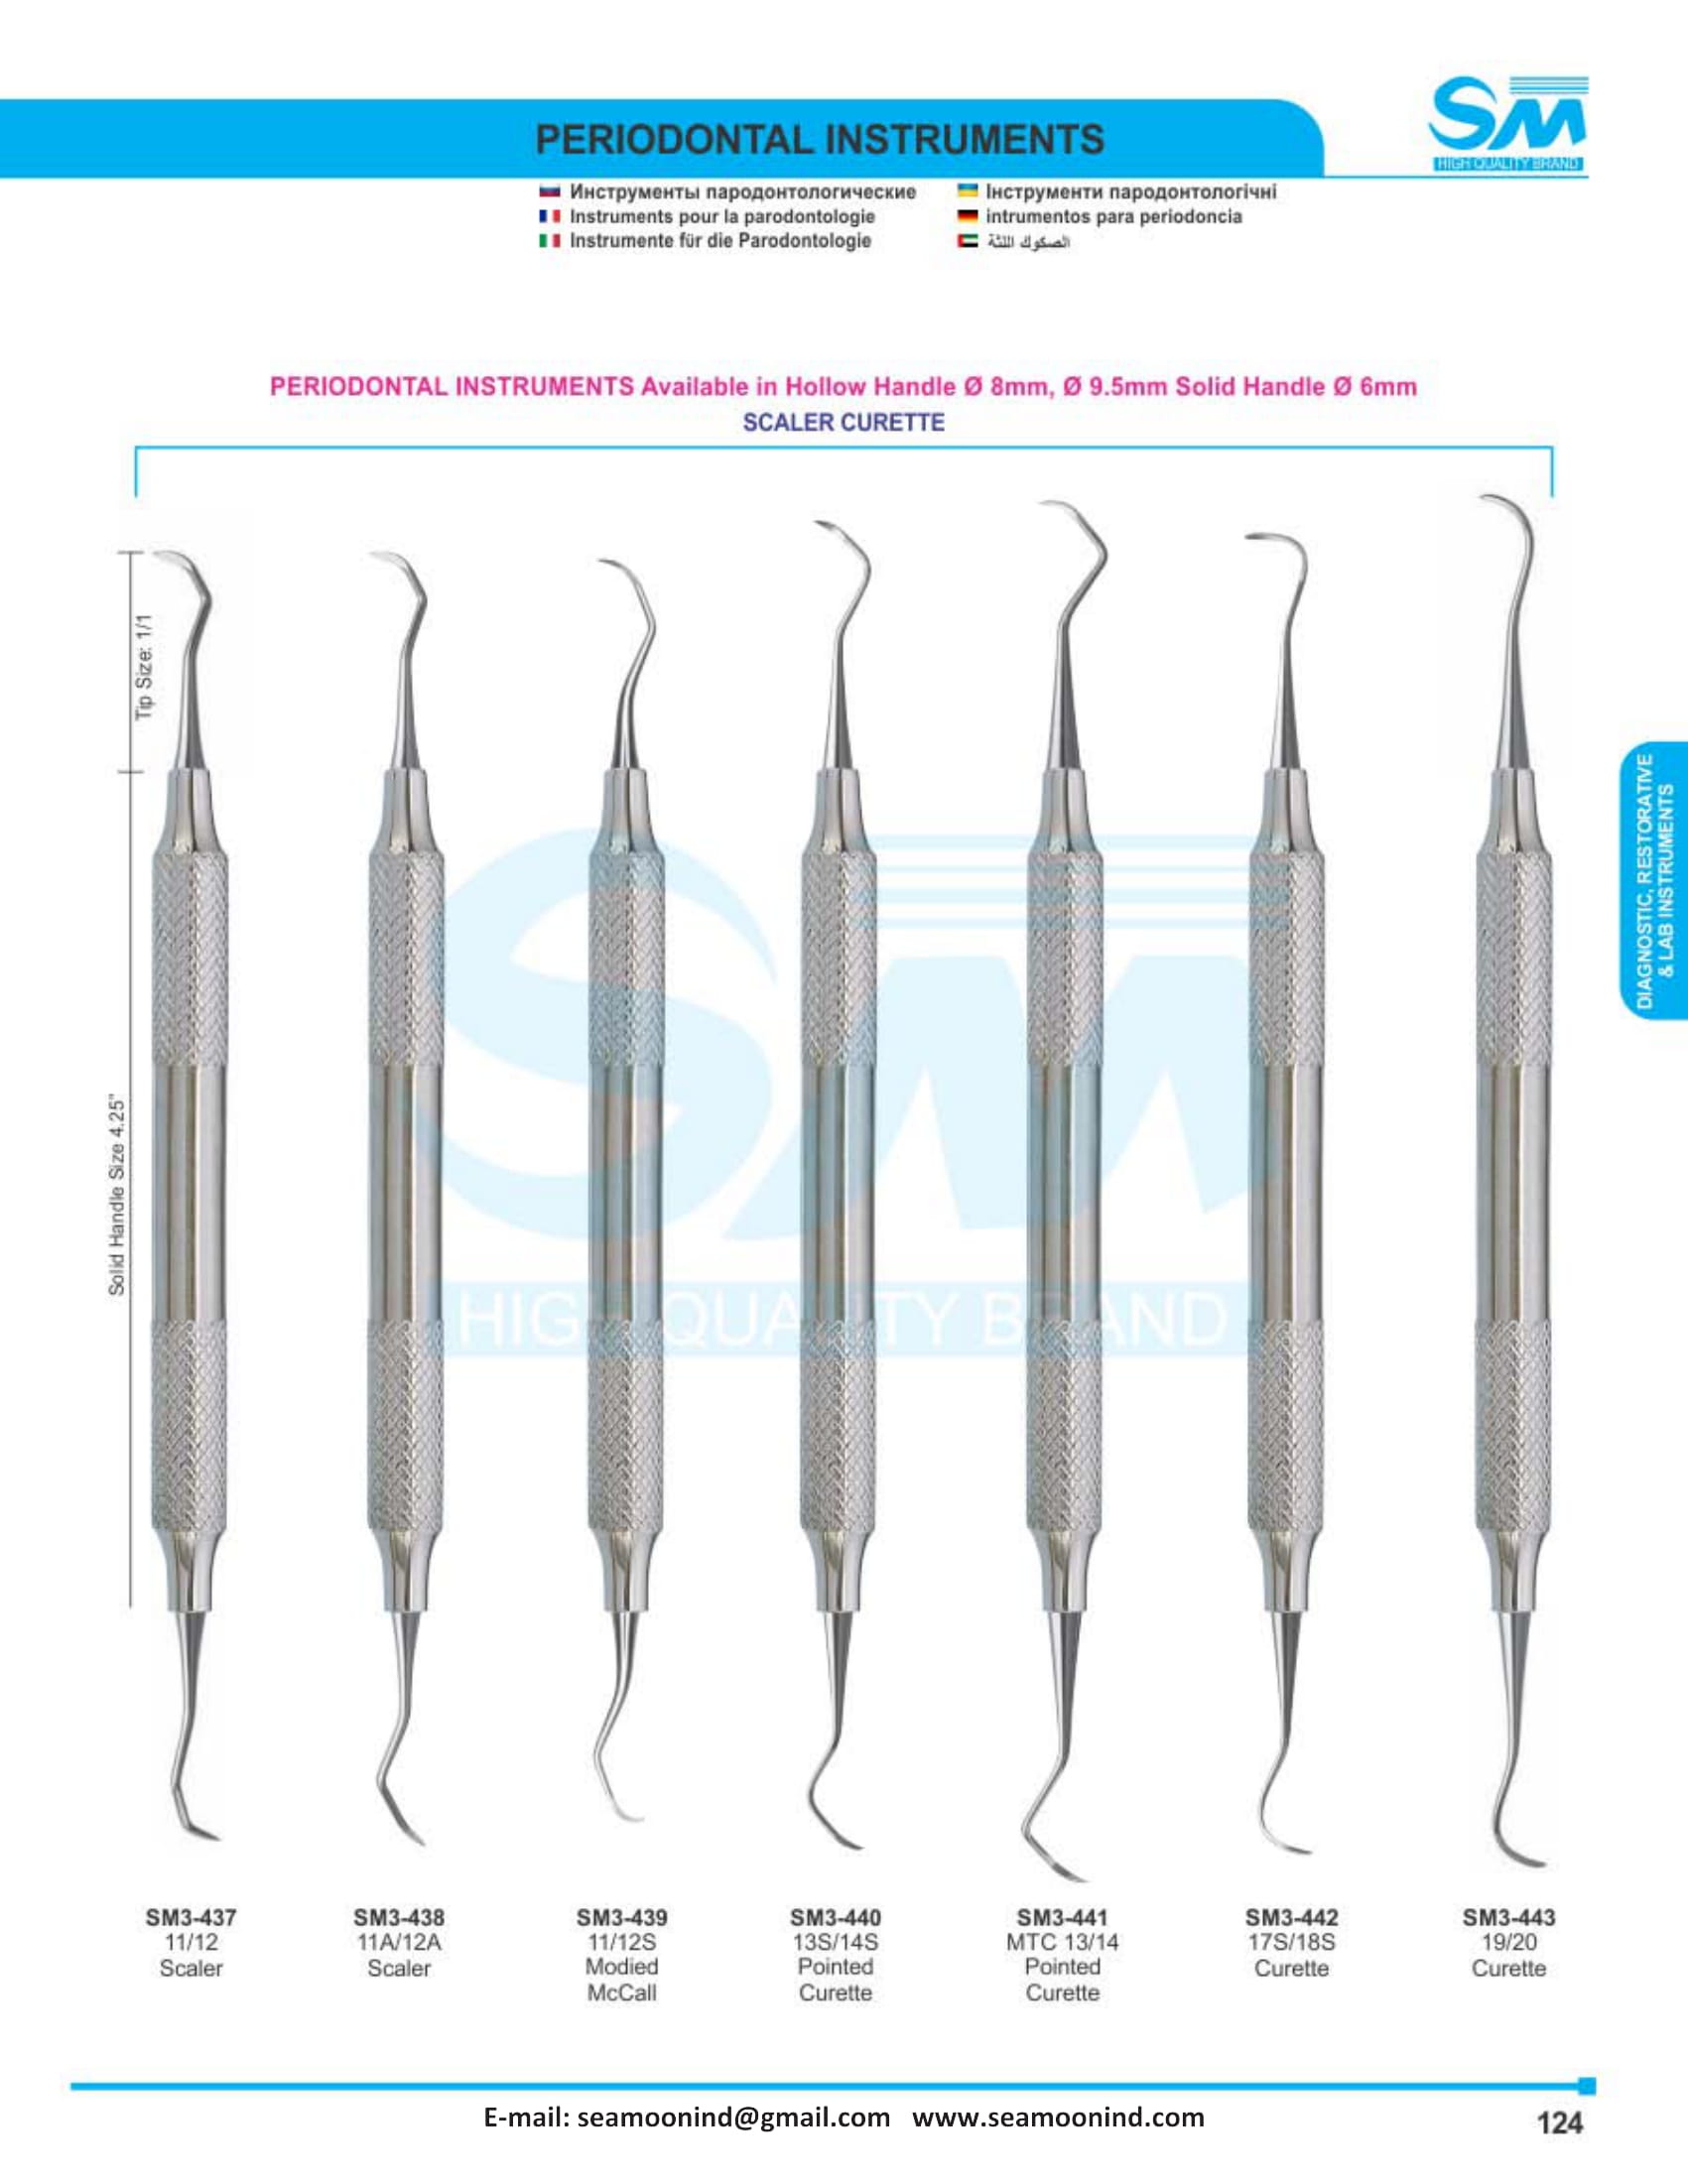 SM
HIGH QUALITY BRAND
PERIODONTAL INSTRUMENTS
Инструменты пародонтологические
Інструменти пародонтологічні
Instruments pour la parodontologie
intrumentos para periodoncia
Instrumente für die Parodontologie
الصكوك اللثة
PERIODONTAL INSTRUMENTS Available in Hollow Handle Ø 8mm, Ø 9.5mm Solid Handle Ø 6mm
SCALER CURETTE
Tip Size: 1/1
Solid Handle Size 4.25"
DIAGNOSTIC, RESTORATIVE
& LAB INSTRUMENTS
SM
HIGH QUALITY BRAND
SM3-437
11/12
Scaler
SM3-438
11A/12A
Scaler
SM3-439
11/12S
Modied
McCall
SM3-440
13S/14S
Pointed
Curette
SM3-441
MTC 13/14
Pointed
Curette
SM3-442
17S/18S
Curette
SM3-443
19/20
Curette
E-mail: seamoonind@gmail.com www.seamoonind.com
124